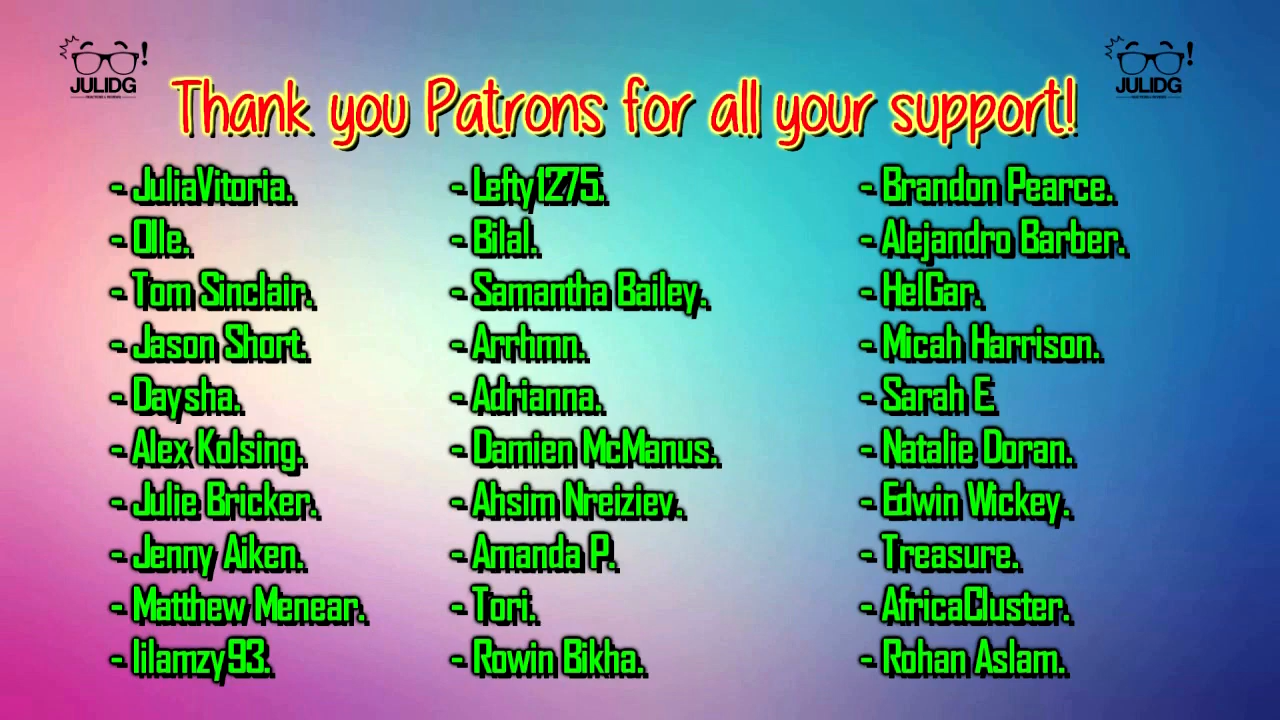 JULIDG
JULIDG
Thank you Patrons for all your support!
- JuliaVitoria.
- Olle.
- Tom Sinclair.
- Jason Short.
- Daysha.
- Alex Kolsing.
- Julie Bricker.
- Jenny Aiken.
- Matthew Menear.
- lilamzy93.
- Lefty1275.
- Bilal.
- Samantha Bailey.
- Arrhmn.
- Adrianna.
- Damien McManus.
- Ahsim Nreiziev.
- Amanda P.
- Tori.
- Rowin Bikha.
- Brandon Pearce.
- Alejandro Barber.
- HelGar.
- Micah Harrison.
- Sarah E.
- Natalie Doran.
- Edwin Wickey.
- Treasure.
- AfricaCluster.
- Rohan Aslam.